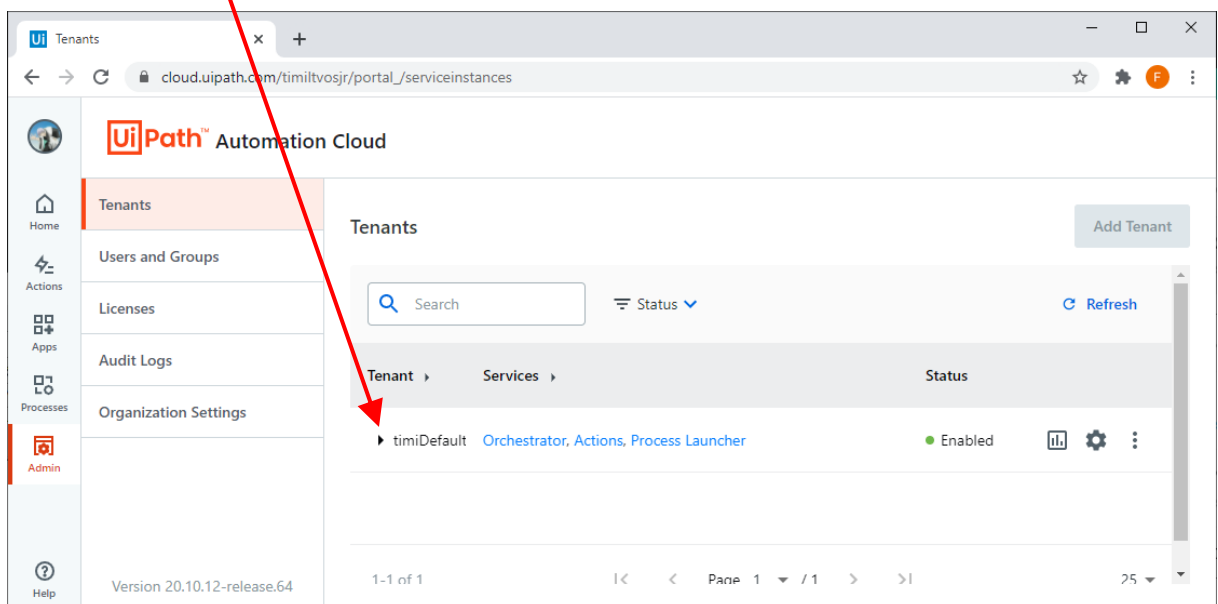 Ui Tenants
cloud.uipath.com/timiltvosjr/portal_/serviceinstances
F
UiPath™ Automation Cloud
Home
Actions
Apps
Processes
Admin
Help
Tenants
Users and Groups
Licenses
Audit Logs
Organization Settings
Version 20.10.12-release.64
Tenants
Add Tenant
Search
Status
Refresh
Tenant Services Status
timiDefault Orchestrator, Actions, Process Launcher Enabled
1-1 of 1 Page 1 / 1 25